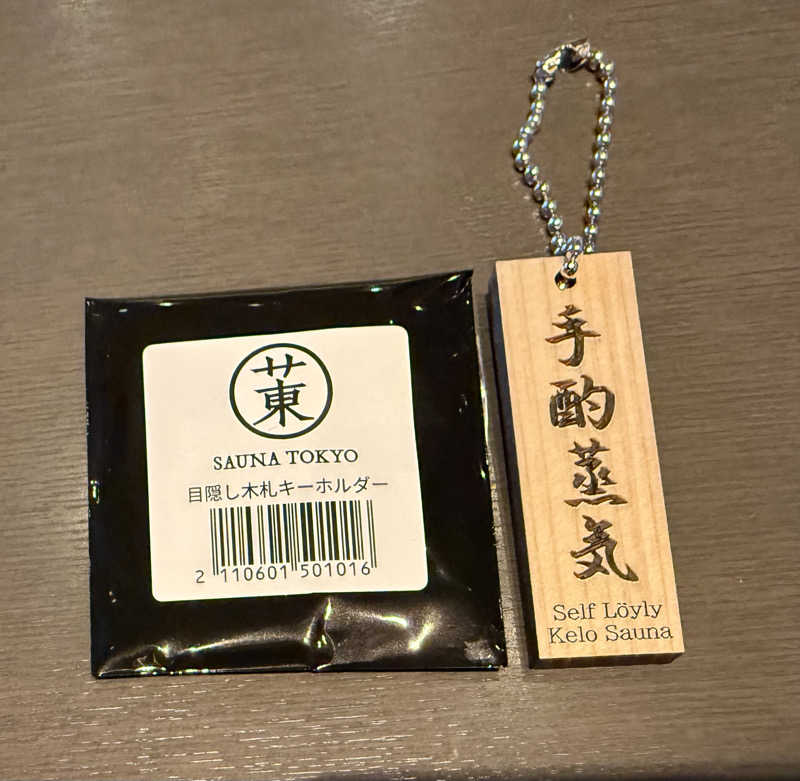 サ東
SAUNA TOKYO
目隠し木札キーホルダー
2 110601 501016
手酌蒸気
Self Löyly
Kelo Sauna